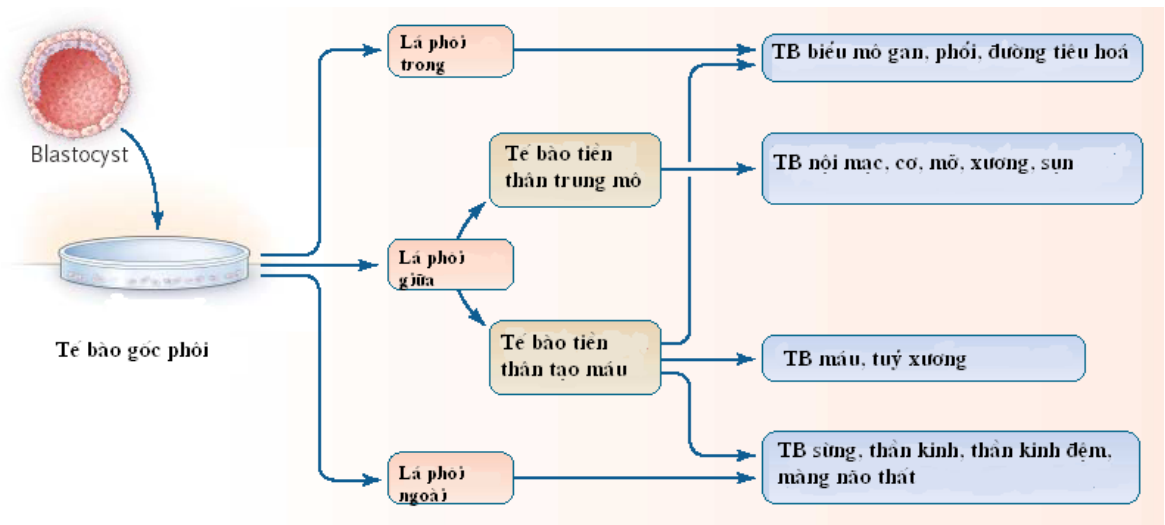 Blastocyst
Tế bào gốc phôi
Lá phôi
trong
TB biểu mô gan, phổi, đường tiêu hoá
Tế bào tiền
thân trung mô
TB nội mạc, cơ, mỡ, xương, sụn
Lá phôi
giữa
Tế bào tiền
thân tạo máu
TB máu, tuỷ xương
Lá phôi
ngoài
TB sừng, thần kinh, thần kinh đệm,
màng não thất